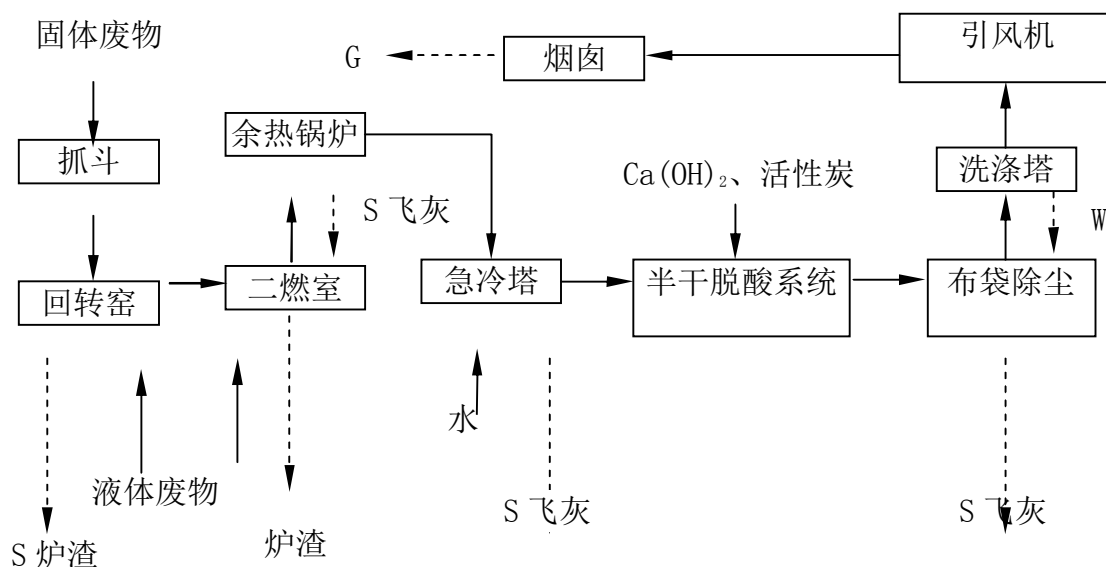 固体废物
G
烟囱
引风机
抓斗
余热锅炉
Ca(OH)₂、活性炭
洗涤塔
S 飞灰
W
回转窑
二燃室
急冷塔
半干脱酸系统
布袋除尘
水
液体废物
S 炉渣
炉渣
S 飞灰
S 飞灰